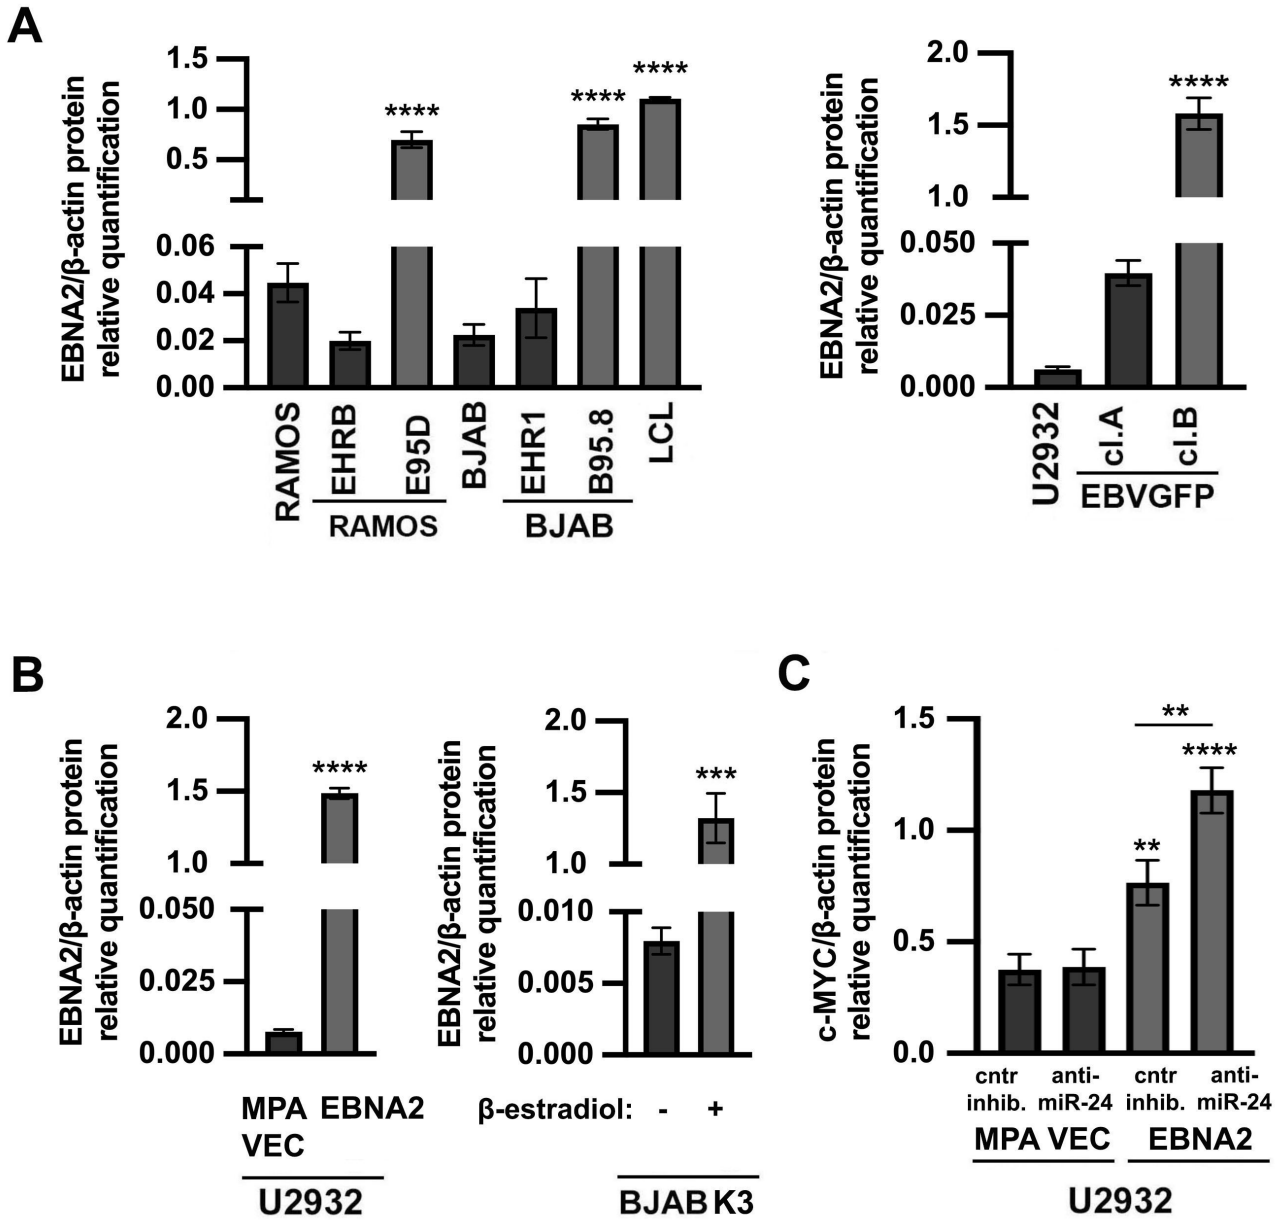 A
EBNA2/β-actin protein
relative quantification
1.5
1.0
0.5
0.06
0.04
0.02
0.00
****
****
****
RAMOS
EHRB
E95D
BJAB
EHR1
B95.8
LCL
RAMOS
BJAB
EBNA2/β-actin protein
relative quantification
2.0
1.5
1.0
0.050
0.025
0.000
****
U2932
cl.A
cl.B
EBVGFP
B
EBNA2/β-actin protein
relative quantification
2.0
1.5
1.0
0.050
0.025
0.000
****
MPA EBNA2
VEC
U2932
EBNA2/β-actin protein
relative quantification
2.0
1.5
1.0
0.010
0.005
0.000
***
β-estradiol: - +
BJAB K3
C
c-MYC/β-actin protein
relative quantification
1.5
1.0
0.5
0.0
**
****
**
cntr anti- cntr anti-
inhib. miR-24 inhib. miR-24
MPA VEC EBNA2
U2932